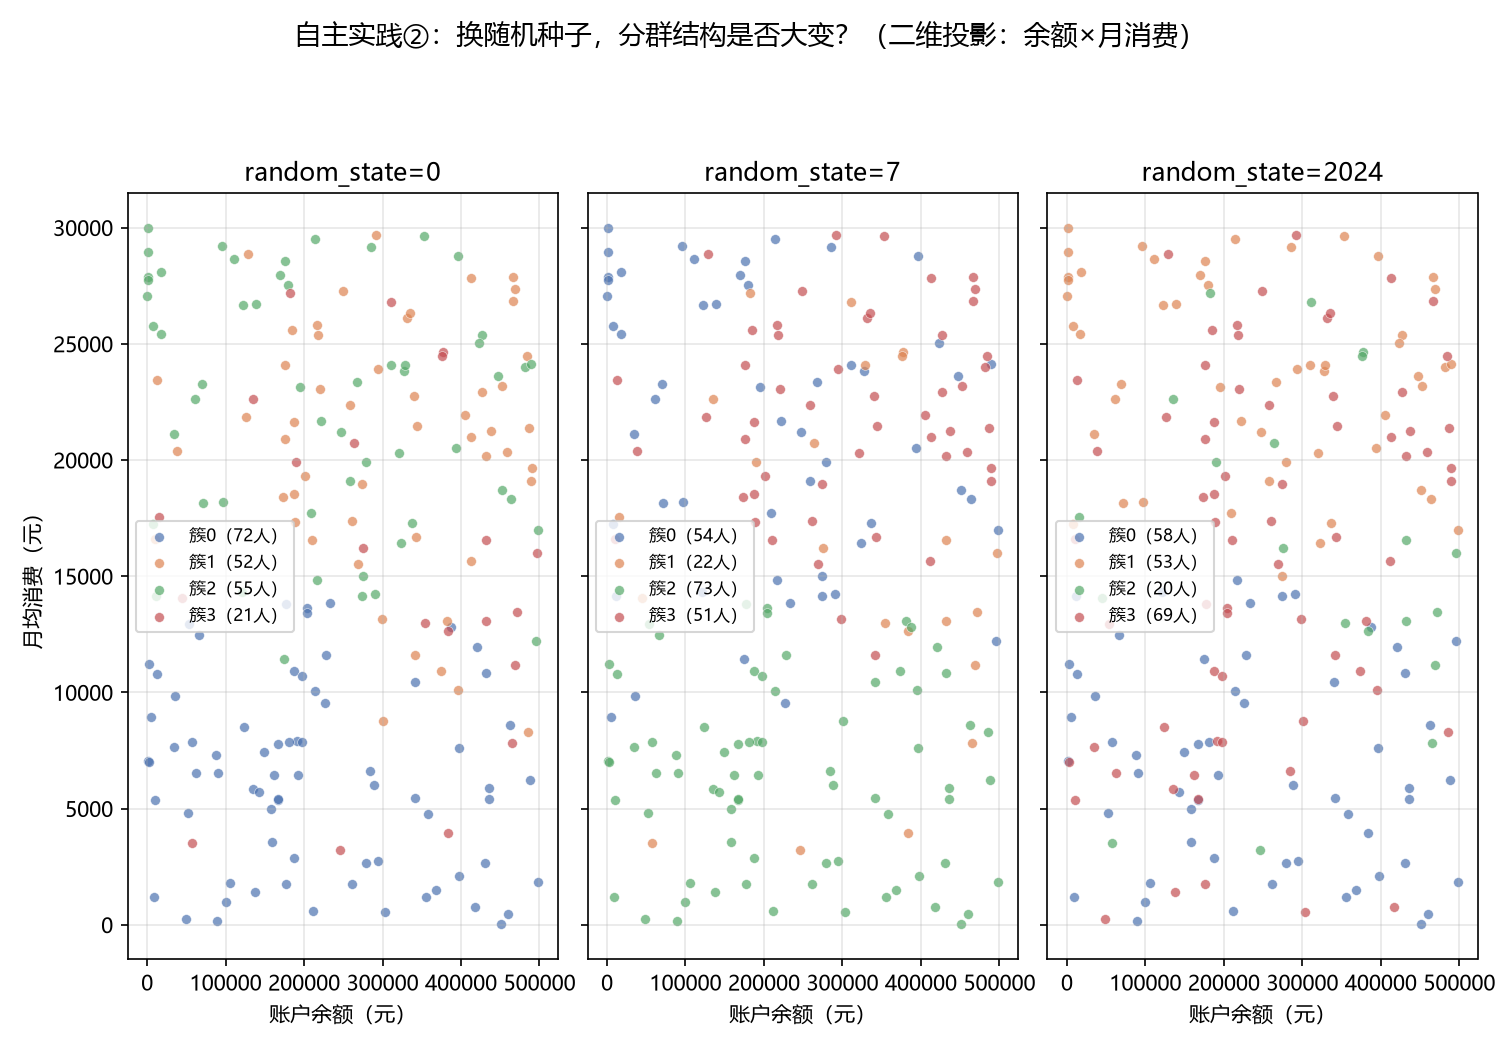 自主实践②：换随机种子，分群结构是否大变？（二维投影：余额×月消费）
random_state=0
random_state=7
random_state=2024
月均消费（元）
30000
25000
20000
15000
10000
5000
0
簇0（72人）
簇1（52人）
簇2（55人）
簇3（21人）
簇0（54人）
簇1（22人）
簇2（73人）
簇3（51人）
簇0（58人）
簇1（53人）
簇2（20人）
簇3（69人）
0 100000 200000 300000 400000 500000
0 100000 200000 300000 400000 500000
0 100000 200000 300000 400000 500000
账户余额（元）
账户余额（元）
账户余额（元）